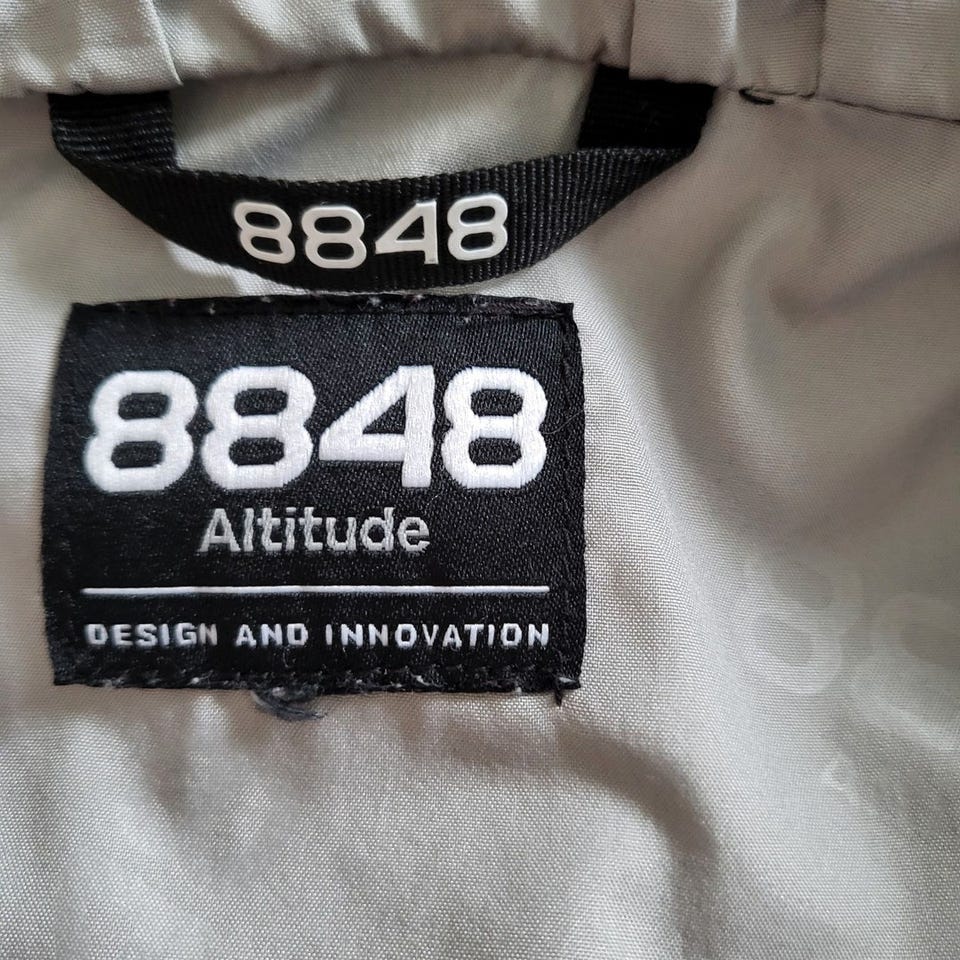 8848
8848
Altitude
DESIGN AND INNOVATION